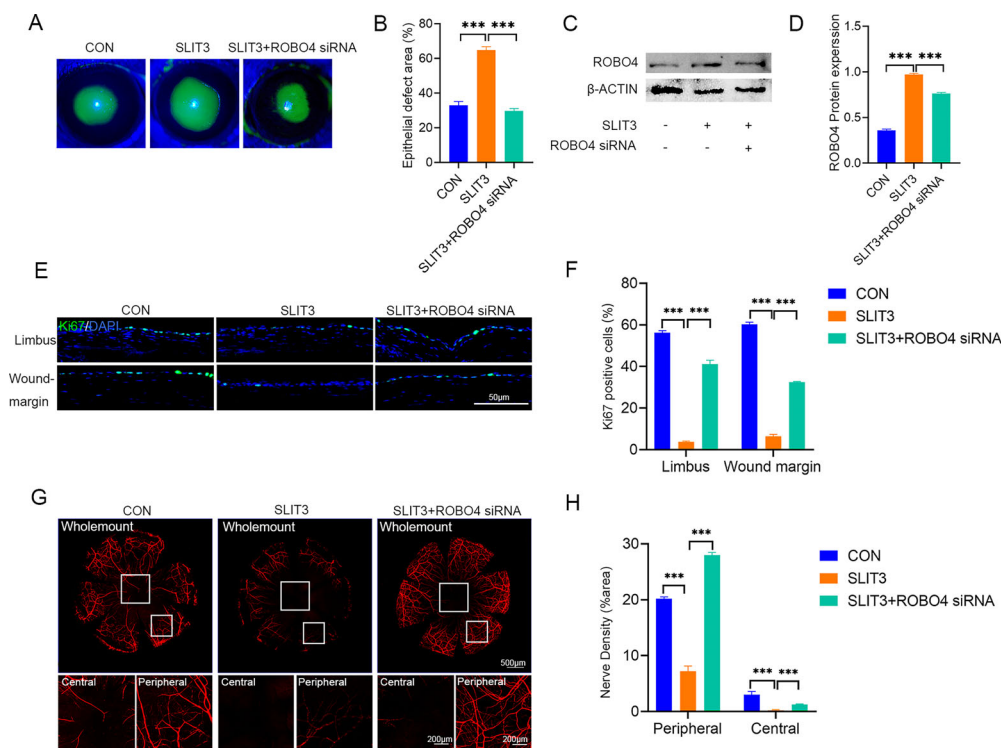 A
CON
SLIT3
SLIT3+ROBO4 siRNA
B
Epithelial defect area (%)
80
60
40
20
0
***
***
CON
SLIT3
SLIT3+ROBO4 siRNA
C
ROBO4
β-ACTIN
SLIT3 - + +
ROBO4 siRNA - - +
D
ROBO4 Protein experssion
1.5
1.0
0.5
0.0
***
***
CON
SLIT3
SLIT3+ROBO4 siRNA
E
CON
SLIT3
SLIT3+ROBO4 siRNA
Ki67/DAPI
Limbus
Wound-
margin
50μm
F
Ki67 positive cells (%)
80
60
40
20
0
***
***
***
***
Limbus
Wound margin
CON
SLIT3
SLIT3+ROBO4 siRNA
G
CON
SLIT3
SLIT3+ROBO4 siRNA
Wholemount
Wholemount
Wholemount
500μm
Central
Peripheral
Central
Peripheral
Central
Peripheral
200μm
200μm
H
Nerve Density (%area)
30
20
10
0
***
***
***
***
Peripheral
Central
CON
SLIT3
SLIT3+ROBO4 siRNA